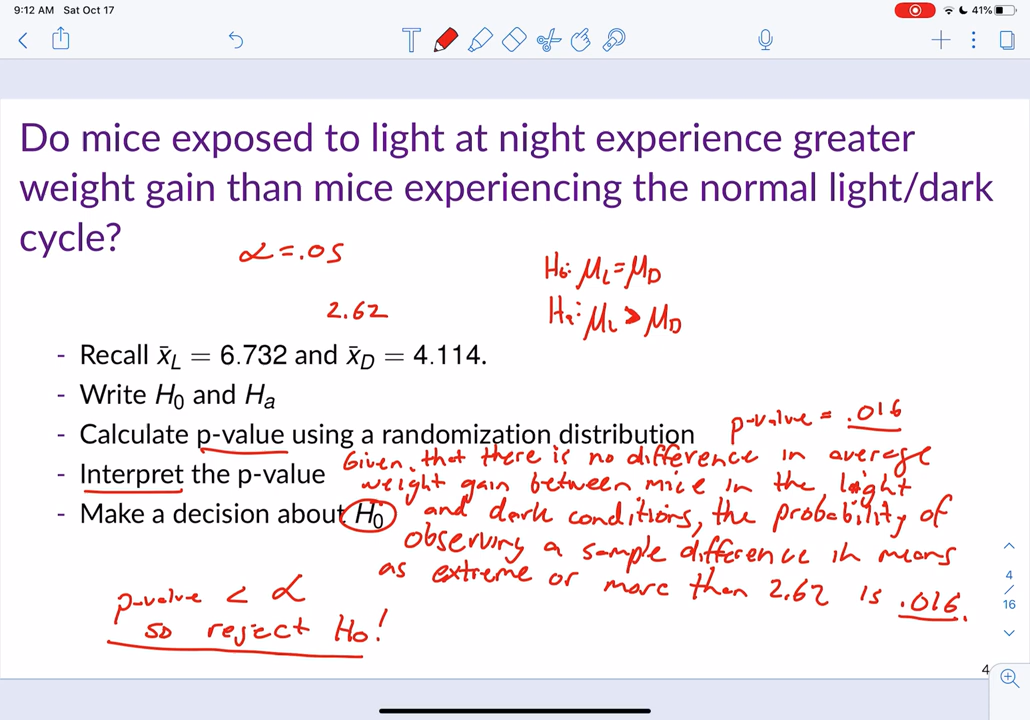 9:12 AM Sat Oct 17
41%
T
Do mice exposed to light at night experience greater
weight gain than mice experiencing the normal light/dark
cycle?
α = .05
H₀: μL = μD
2.62
Hₐ: μL > μD
- Recall x̄L = 6.732 and x̄D = 4.114.
- Write H₀ and Hₐ
- Calculate p-value using a randomization distribution
p-value = .016
- Interpret the p-value
Given that there is no difference in average
weight gain between mice in the light
- Make a decision about H₀
and dark conditions, the probability of
observing a sample difference in means
as extreme or more than 2.62 is .016.
p-value < α
so reject H₀!
4
/
16
4